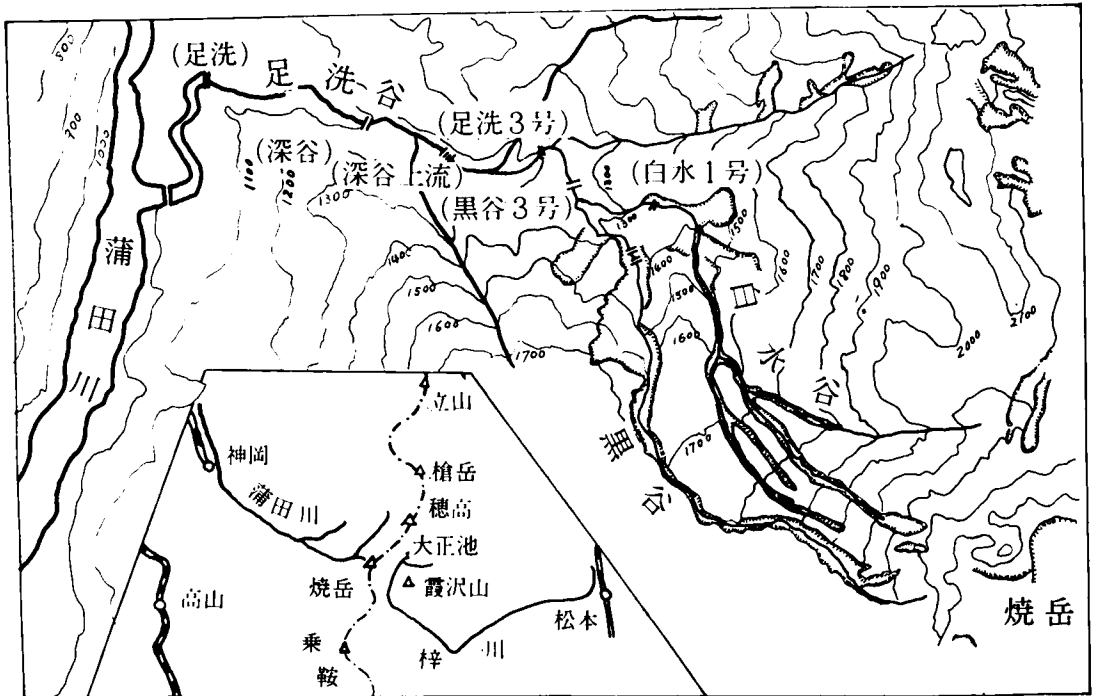 (足洗)
足洗谷
(足洗3号)
(深谷)
(深谷上流)
(白水1号)
(黒谷3号)
蒲田川
白水谷
黒谷
焼岳
500
700
1000
1100
1200
1300
1400
1500
1600
1700
1200
1300
1400
1500
1600
1700
1500
1600
1700
1800
1900
2000
2100
立山
神岡
槍岳
蒲田川
穂高
大正池
焼岳
霞沢山
高山
松本
梓川
乗鞍